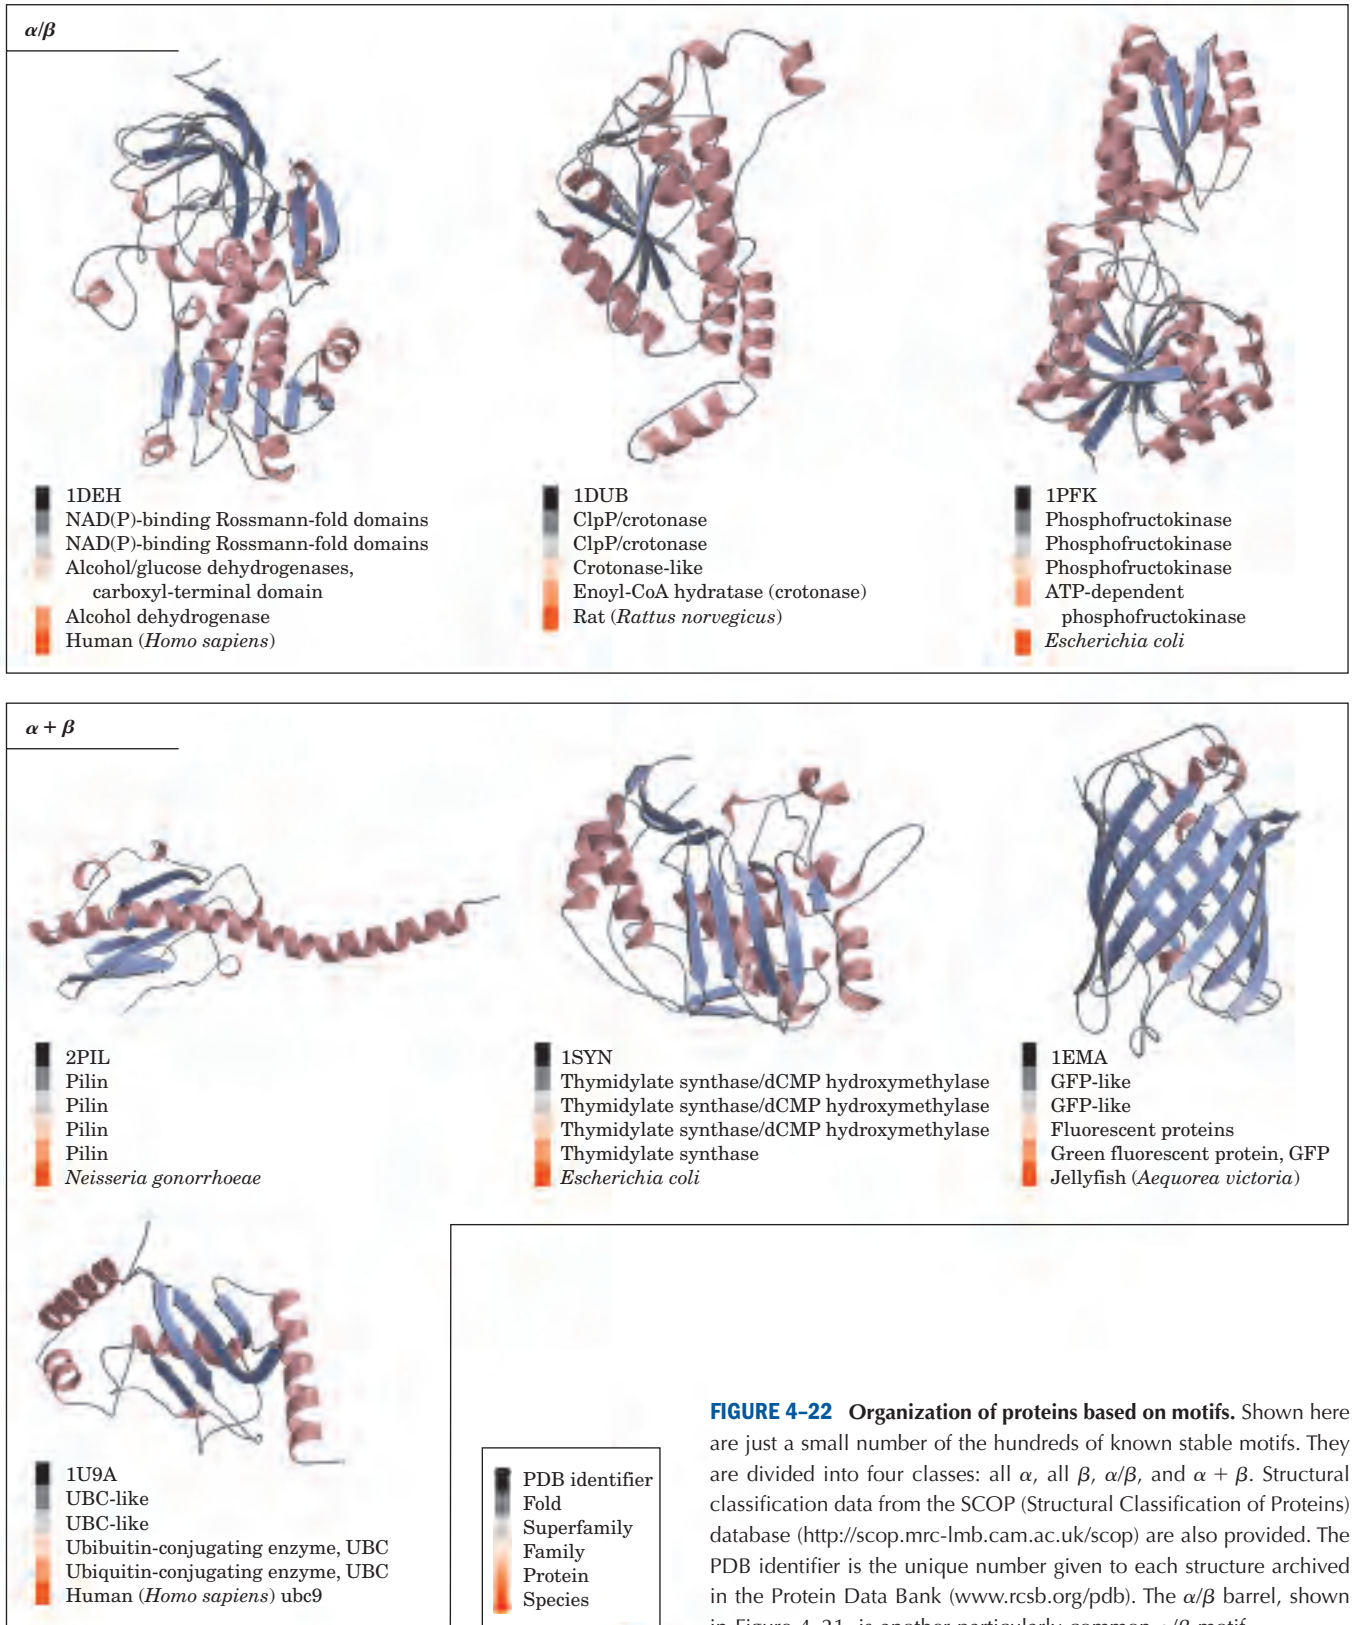 α/β
1DEH
NAD(P)-binding Rossmann-fold domains
NAD(P)-binding Rossmann-fold domains
Alcohol/glucose dehydrogenases,
carboxyl-terminal domain
Alcohol dehydrogenase
Human (Homo sapiens)
1DUB
ClpP/crotonase
ClpP/crotonase
Crotonase-like
Enoyl-CoA hydratase (crotonase)
Rat (Rattus norvegicus)
1PFK
Phosphofructokinase
Phosphofructokinase
Phosphofructokinase
ATP-dependent
phosphofructokinase
Escherichia coli
α + β
2PIL
Pilin
Pilin
Pilin
Pilin
Neisseria gonorrhoeae
1SYN
Thymidylate synthase/dCMP hydroxymethylase
Thymidylate synthase/dCMP hydroxymethylase
Thymidylate synthase/dCMP hydroxymethylase
Thymidylate synthase
Escherichia coli
1EMA
GFP-like
GFP-like
Fluorescent proteins
Green fluorescent protein, GFP
Jellyfish (Aequorea victoria)
1U9A
UBC-like
UBC-like
Ubibuitin-conjugating enzyme, UBC
Ubiquitin-conjugating enzyme, UBC
Human (Homo sapiens) ubc9
PDB identifier
Fold
Superfamily
Family
Protein
Species
FIGURE 4–22 Organization of proteins based on motifs. Shown here
are just a small number of the hundreds of known stable motifs. They
are divided into four classes: all α, all β, α/β, and α + β. Structural
classification data from the SCOP (Structural Classification of Proteins)
database (http://scop.mrc-lmb.cam.ac.uk/scop) are also provided. The
PDB identifier is the unique number given to each structure archived
in the Protein Data Bank (www.rcsb.org/pdb). The α/β barrel, shown
in Figure 4–21, is another particularly common α/β motif.